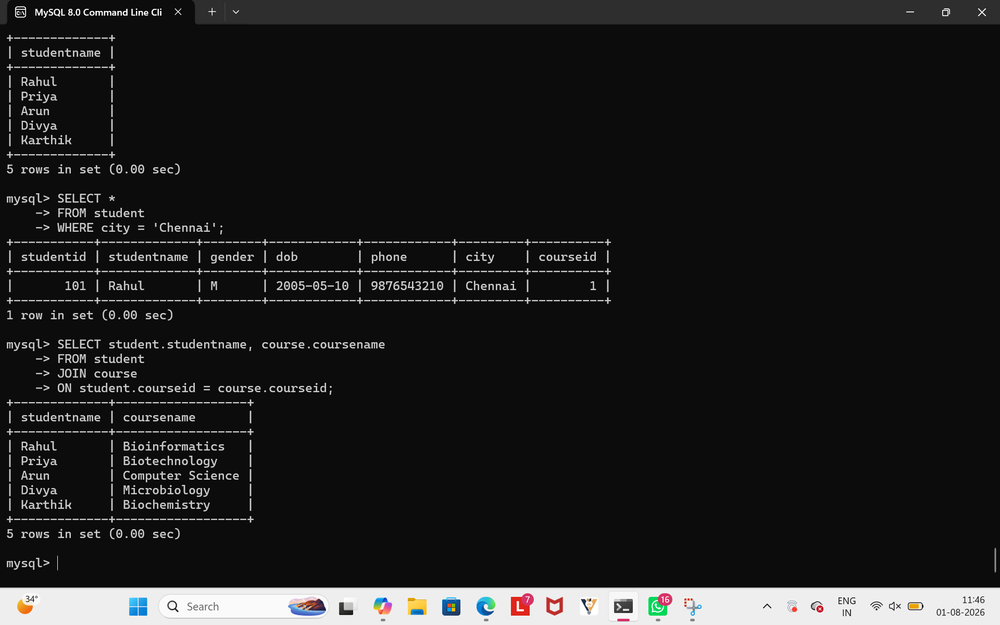 MySQL 8.0 Command Line Cli
+-------------+
| studentname |
+-------------+
| Rahul       |
| Priya       |
| Arun        |
| Divya       |
| Karthik     |
+-------------+
5 rows in set (0.00 sec)
mysql> SELECT *
    -> FROM student
    -> WHERE city = 'Chennai';
+-----------+-------------+--------+------------+------------+---------+----------+
| studentid | studentname | gender | dob        | phone      | city    | courseid |
+-----------+-------------+--------+------------+------------+---------+----------+
|       101 | Rahul       | M      | 2005-05-10 | 9876543210 | Chennai |        1 |
+-----------+-------------+--------+------------+------------+---------+----------+
1 row in set (0.00 sec)
mysql> SELECT student.studentname, course.coursename
    -> FROM student
    -> JOIN course
    -> ON student.courseid = course.courseid;
+-------------+------------------+
| studentname | coursename       |
+-------------+------------------+
| Rahul       | Bioinformatics   |
| Priya       | Biotechnology    |
| Arun        | Computer Science |
| Divya       | Microbiology     |
| Karthik     | Biochemistry     |
+-------------+------------------+
5 rows in set (0.00 sec)
mysql>
34°
Search
L 7
16
ENG
IN
11:46
01-08-2026